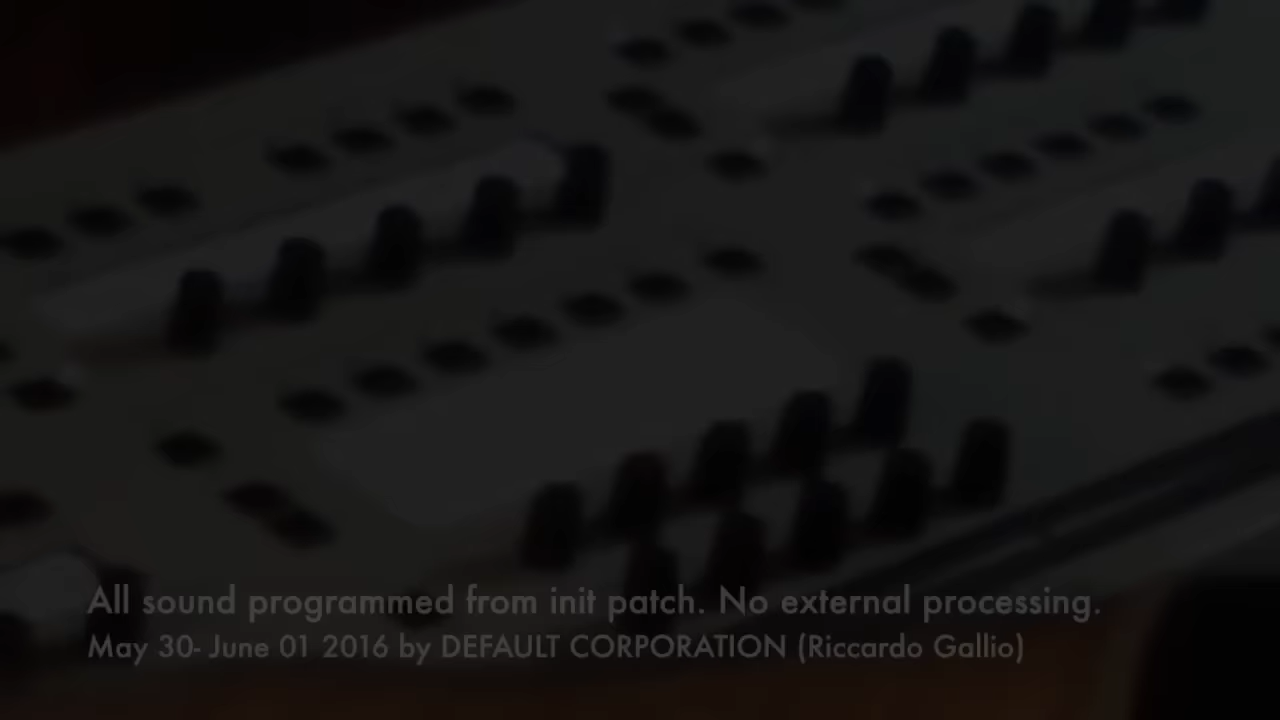 All sound programmed from init patch. No external processing.
May 30- June 01 2016 by DEFAULT CORPORATION (Riccardo Gallio)